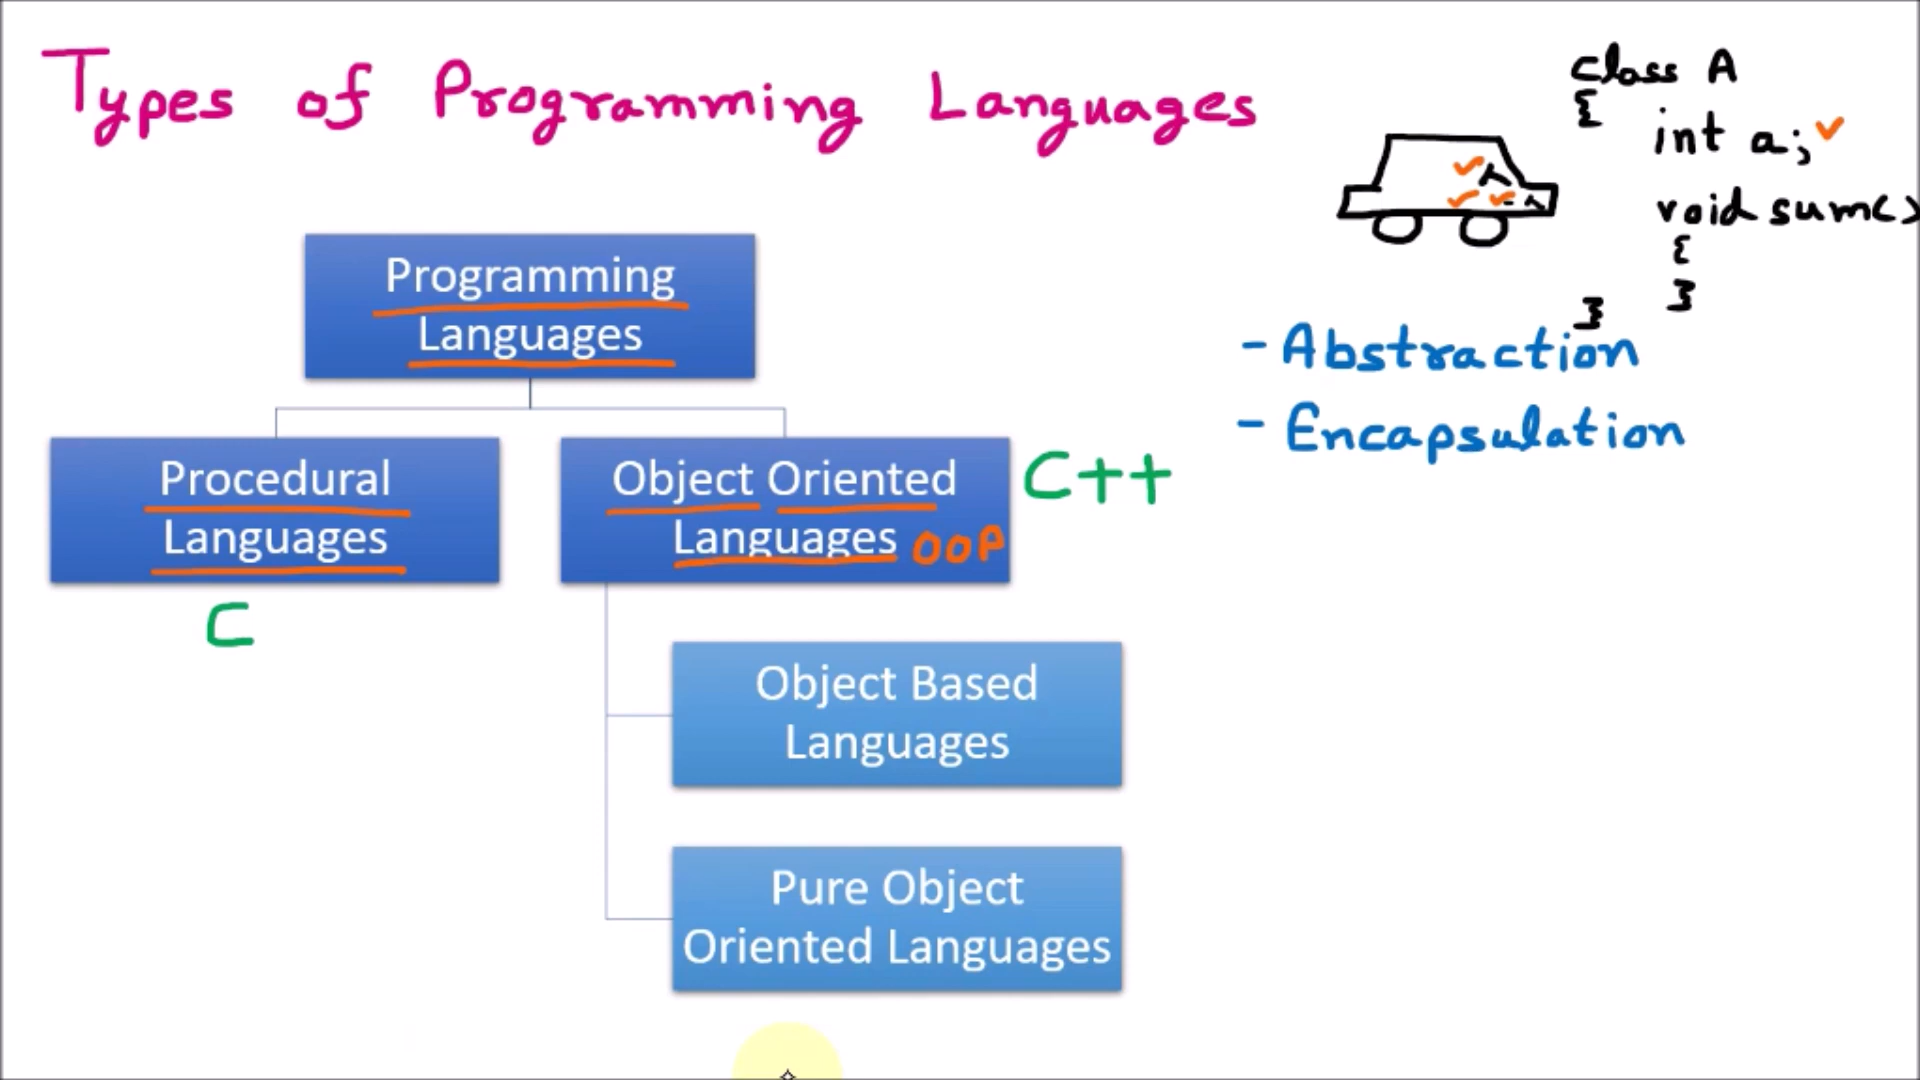 Types of Programming Languages
class A
{
int a;
void sum()
{
}
}
Programming
Languages
- Abstraction
- Encapsulation
Procedural
Languages
C
Object Oriented
Languages OOP
C++
Object Based
Languages
Pure Object
Oriented Languages